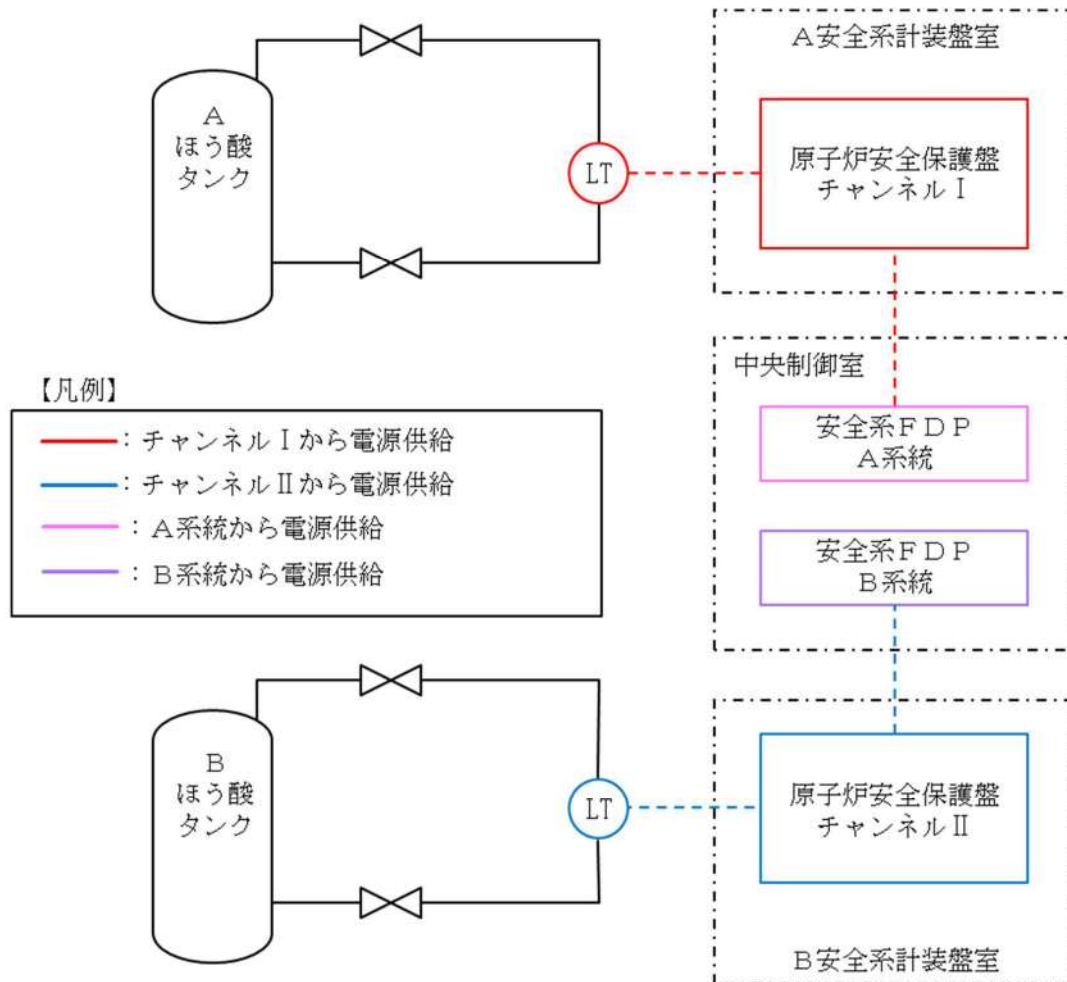 A安全系計装盤室
A
ほう酸
タンク
LT
原子炉安全保護盤
チャンネルⅠ
中央制御室
安全系FDP
A系統
安全系FDP
B系統
【凡例】
：チャンネルⅠから電源供給
：チャンネルⅡから電源供給
：A系統から電源供給
：B系統から電源供給
B
ほう酸
タンク
LT
原子炉安全保護盤
チャンネルⅡ
B安全系計装盤室